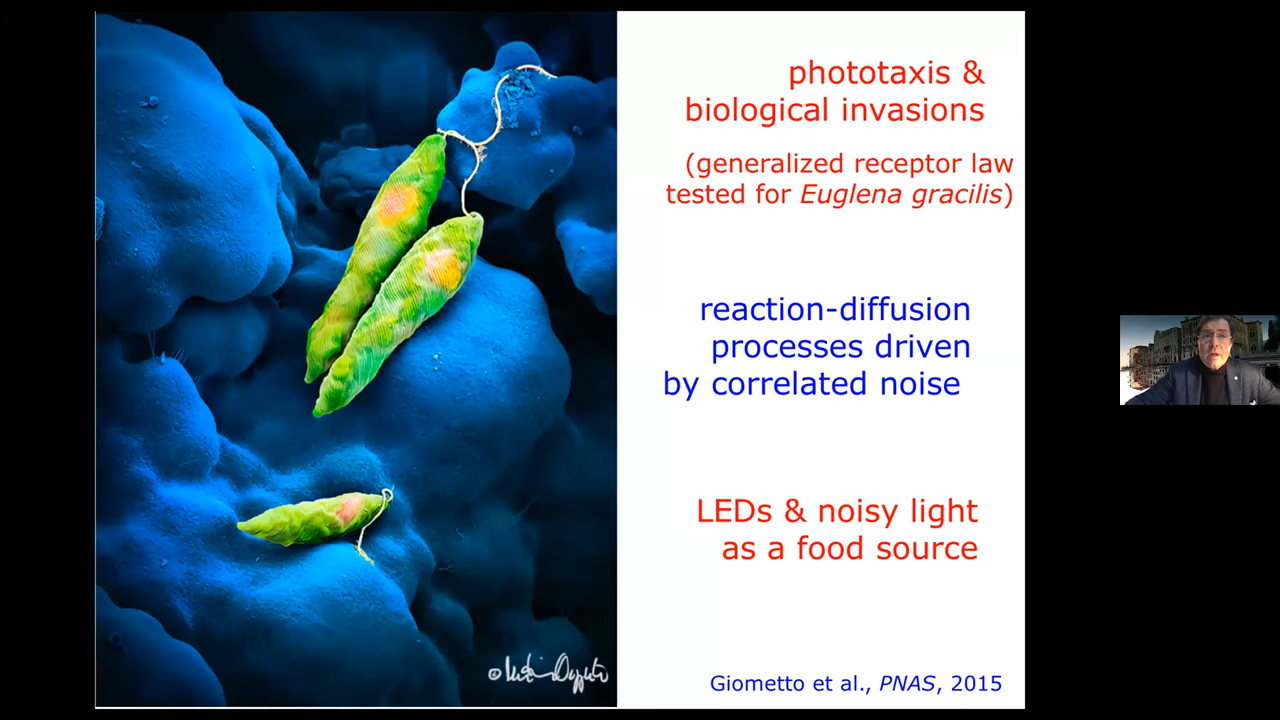 phototaxis &
biological invasions
(generalized receptor law
tested for Euglena gracilis)
reaction-diffusion
processes driven
by correlated noise
LEDs & noisy light
as a food source
Giometto et al., PNAS, 2015